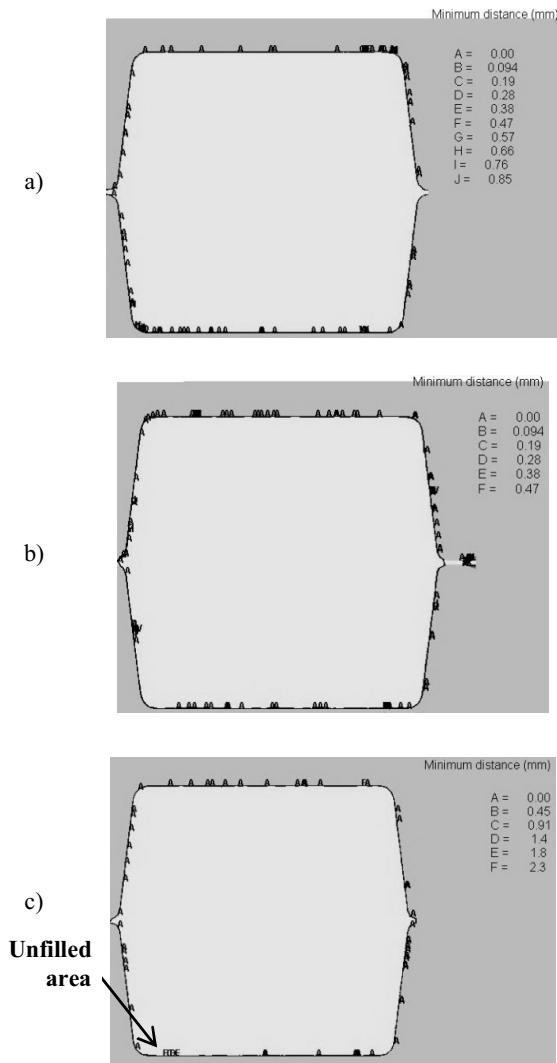 Minimum distance (mm)
A = 0.00
B = 0.094
C = 0.19
D = 0.28
E = 0.38
F = 0.47
G = 0.57
H = 0.66
I = 0.76
J = 0.85
a)
Minimum distance (mm)
A = 0.00
B = 0.094
C = 0.19
D = 0.28
E = 0.38
F = 0.47
b)
Minimum distance (mm)
A = 0.00
B = 0.45
C = 0.91
D = 1.4
E = 1.8
F = 2.3
c)
Unfilled
area